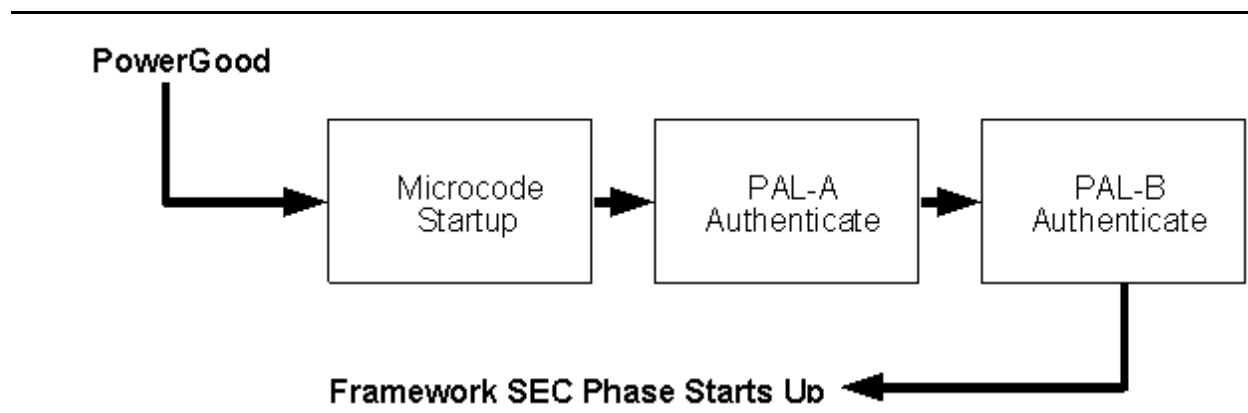 PowerGood
Microcode
Startup
PAL-A
Authenticate
PAL-B
Authenticate
Framework SEC Phase Starts Up